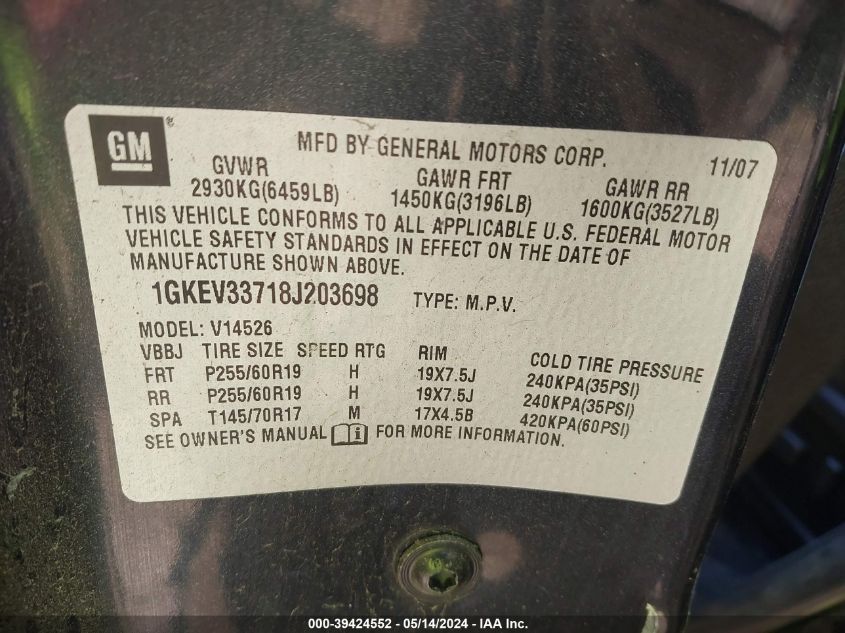 GM®
MFD BY GENERAL MOTORS CORP. 11/07
GVWR GAWR FRT GAWR RR
2930KG(6459LB) 1450KG(3196LB) 1600KG(3527LB)
THIS VEHICLE CONFORMS TO ALL APPLICABLE U.S. FEDERAL MOTOR
VEHICLE SAFETY STANDARDS IN EFFECT ON THE DATE OF
MANUFACTURE SHOWN ABOVE.
1GKEV33718J203698 TYPE: M.P.V.
MODEL: V14526
VBBJ TIRE SIZE SPEED RTG RIM COLD TIRE PRESSURE
FRT P255/60R19 H 19X7.5J 240KPA(35PSI)
RR P255/60R19 H 19X7.5J 240KPA(35PSI)
SPA T145/70R17 M 17X4.5B 420KPA(60PSI)
SEE OWNER'S MANUAL FOR MORE INFORMATION.
000-39424552 - 05/14/2024 - IAA Inc.